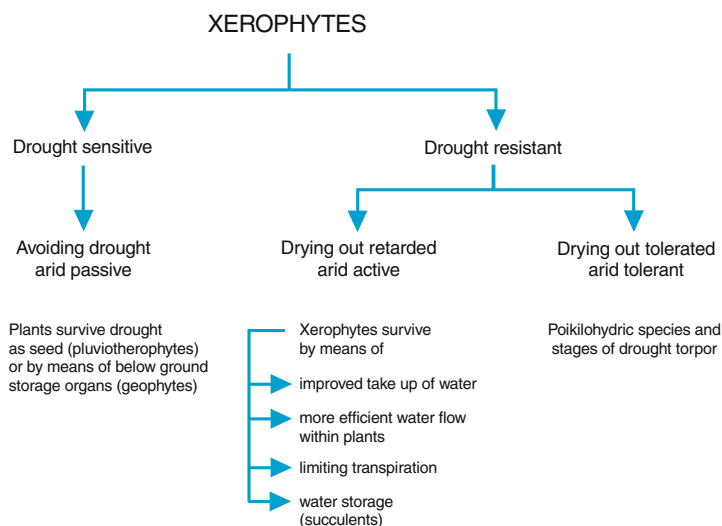 XEROPHYTES
Drought sensitive
Drought resistant
Avoiding drought
arid passive
Drying out retarded
arid active
Drying out tolerated
arid tolerant
Plants survive drought
as seed (pluviotherophytes)
or by means of below ground
storage organs (geophytes)
Xerophytes survive
by means of
improved take up of water
more efficient water flow
within plants
limiting transpiration
water storage
(succulents)
Poikilohydric species and
stages of drought torpor